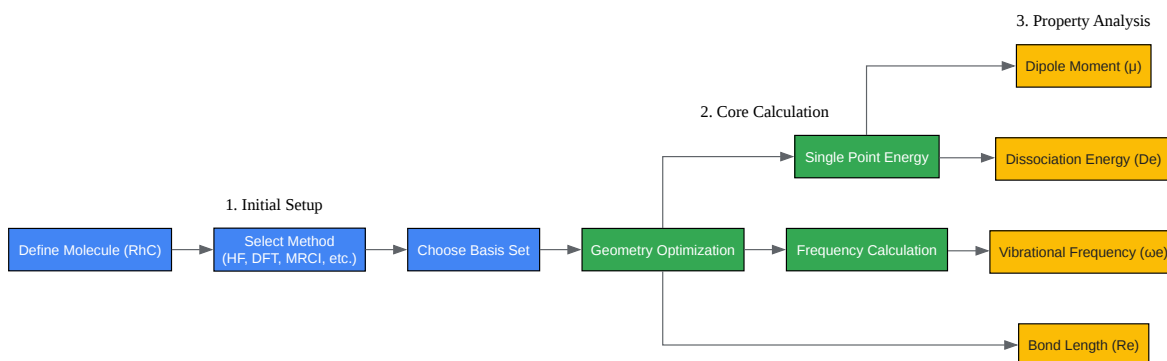 3. Property Analysis
Dipole Moment (μ)
2. Core Calculation
Single Point Energy
Dissociation Energy (De)
1. Initial Setup
Define Molecule (RhC)
Select Method
(HF, DFT, MRCI, etc.)
Choose Basis Set
Geometry Optimization
Frequency Calculation
Vibrational Frequency (ωe)
Bond Length (Re)